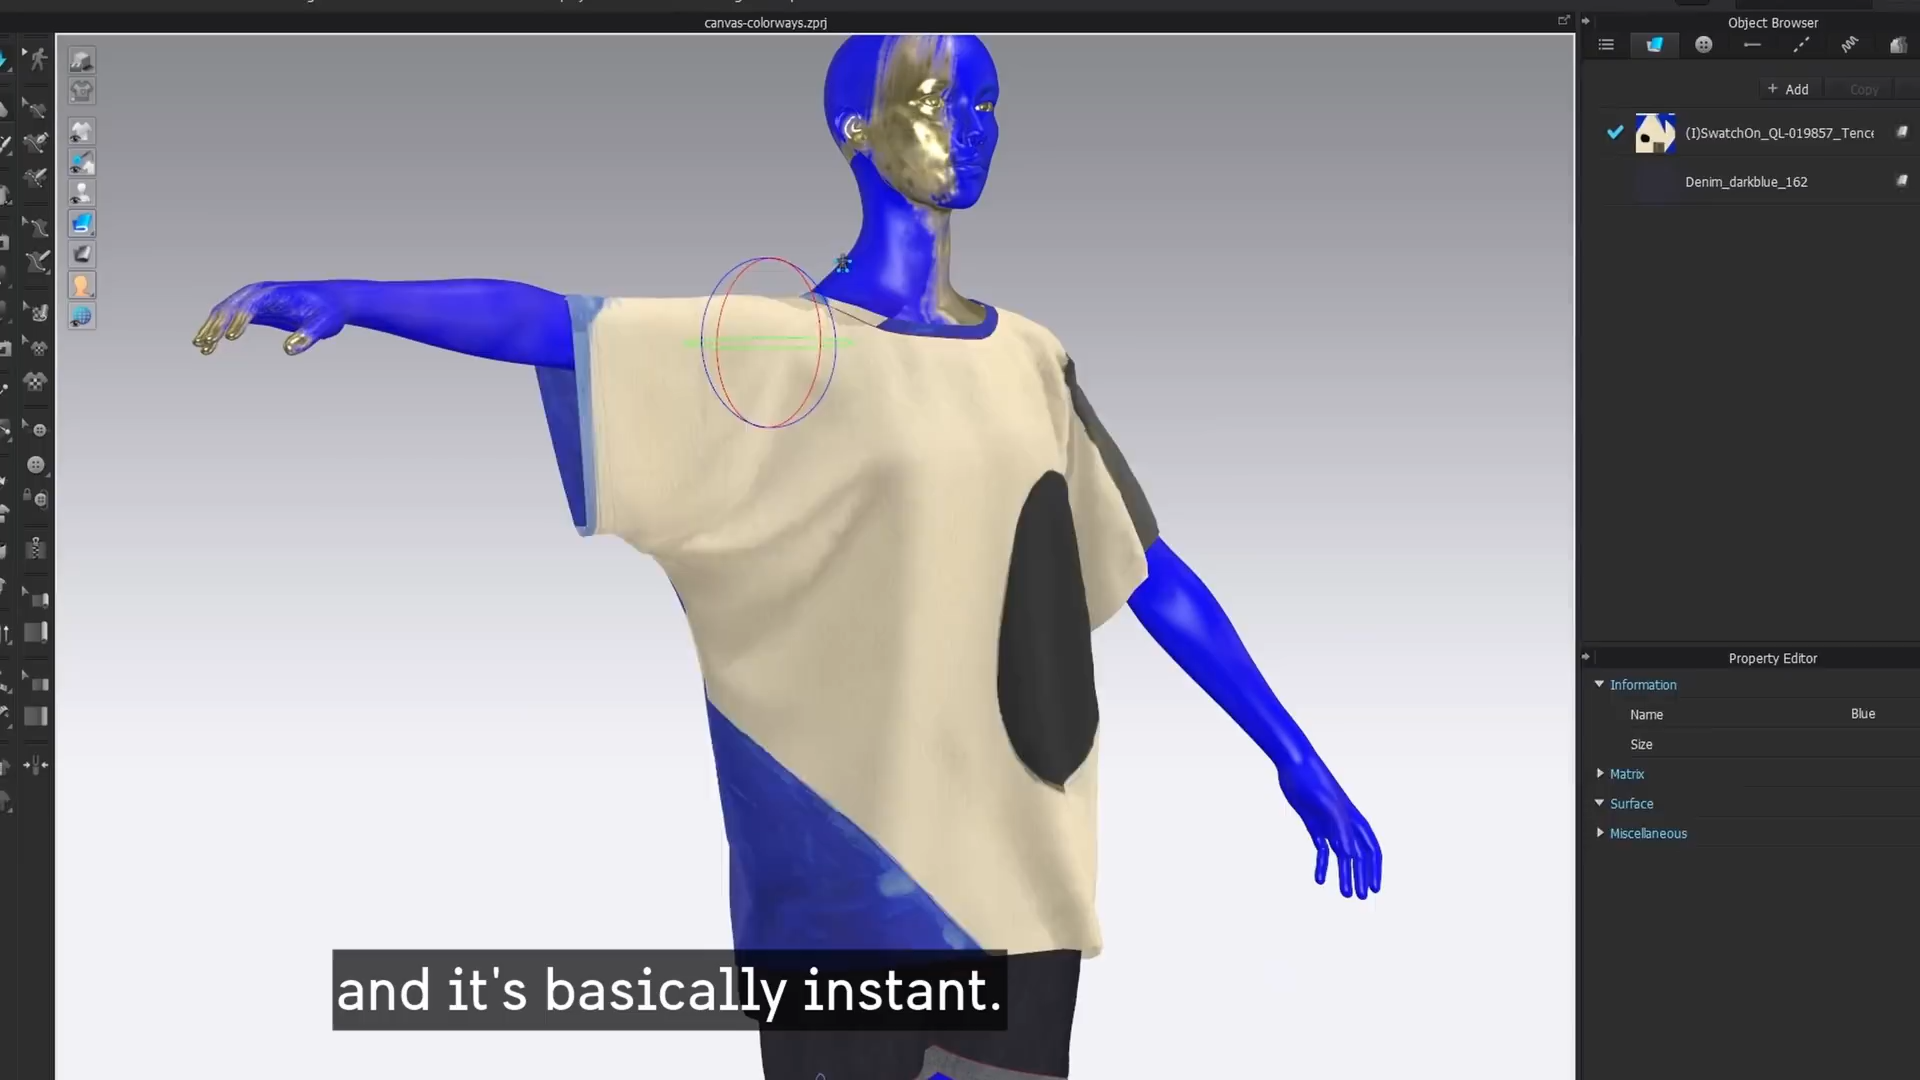 canvas-colorways.zprj
Object Browser
+ Add
Copy
(I)SwatchOn_QL-019857_Tence
Denim_darkblue_162
Property Editor
Information
Name
Blue
Size
Matrix
Surface
Miscellaneous
and it's basically instant.